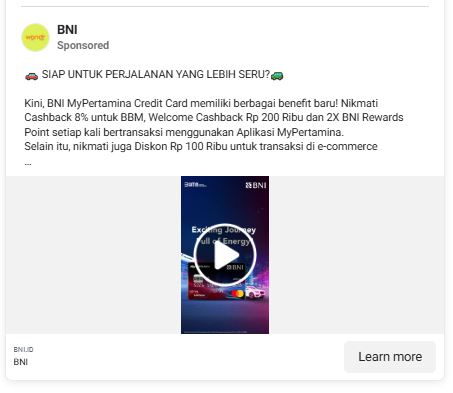 wondr
BNI
Sponsored
🚗 SIAP UNTUK PERJALANAN YANG LEBIH SERU?🚙
Kini, BNI MyPertamina Credit Card memiliki berbagai benefit baru! Nikmati
Cashback 8% untuk BBM, Welcome Cashback Rp 200 Ribu dan 2X BNI Rewards
Point setiap kali bertransaksi menggunakan Aplikasi MyPertamina.
Selain itu, nikmati juga Diskon Rp 100 Ribu untuk transaksi di e-commerce
...
BNI
Exciting Journey
Full of Energy!
BNI
BNI.ID
BNI
Learn more